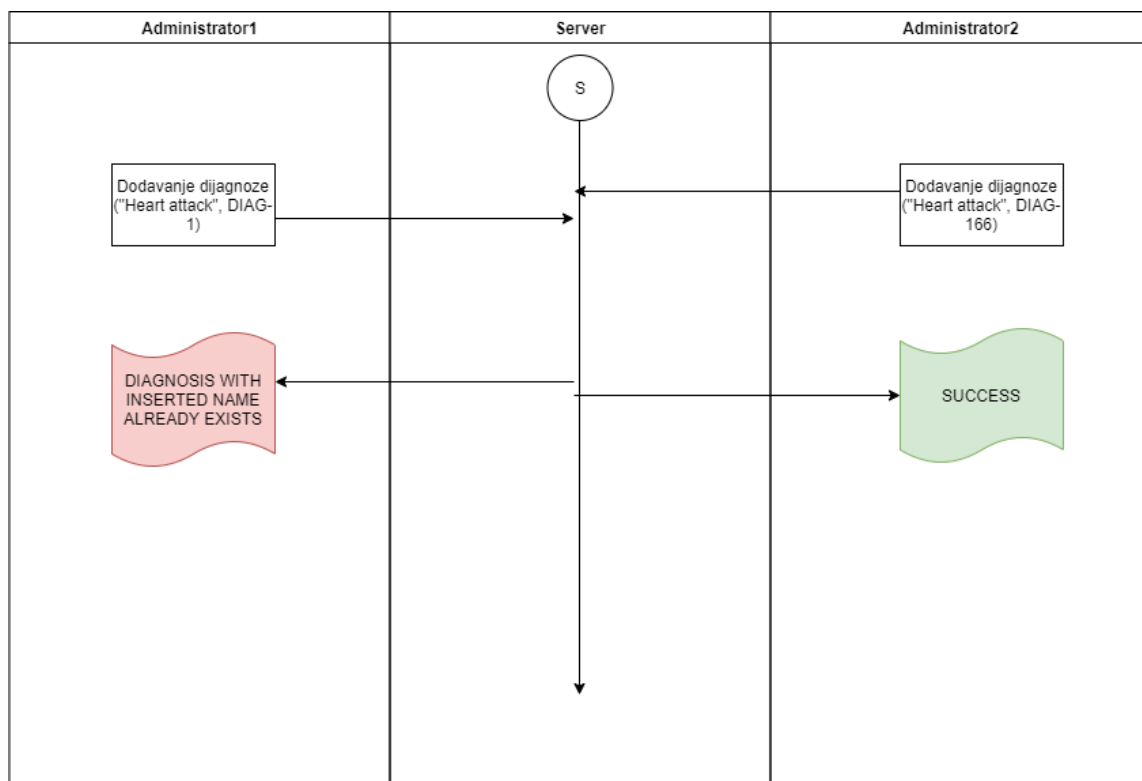 Administrator1
Server
Administrator2
S
Dodavanje dijagnoze
("Heart attack", DIAG-
1)
Dodavanje dijagnoze
("Heart attack", DIAG-
166)
DIAGNOSIS WITH
INSERTED NAME
ALREADY EXISTS
SUCCESS